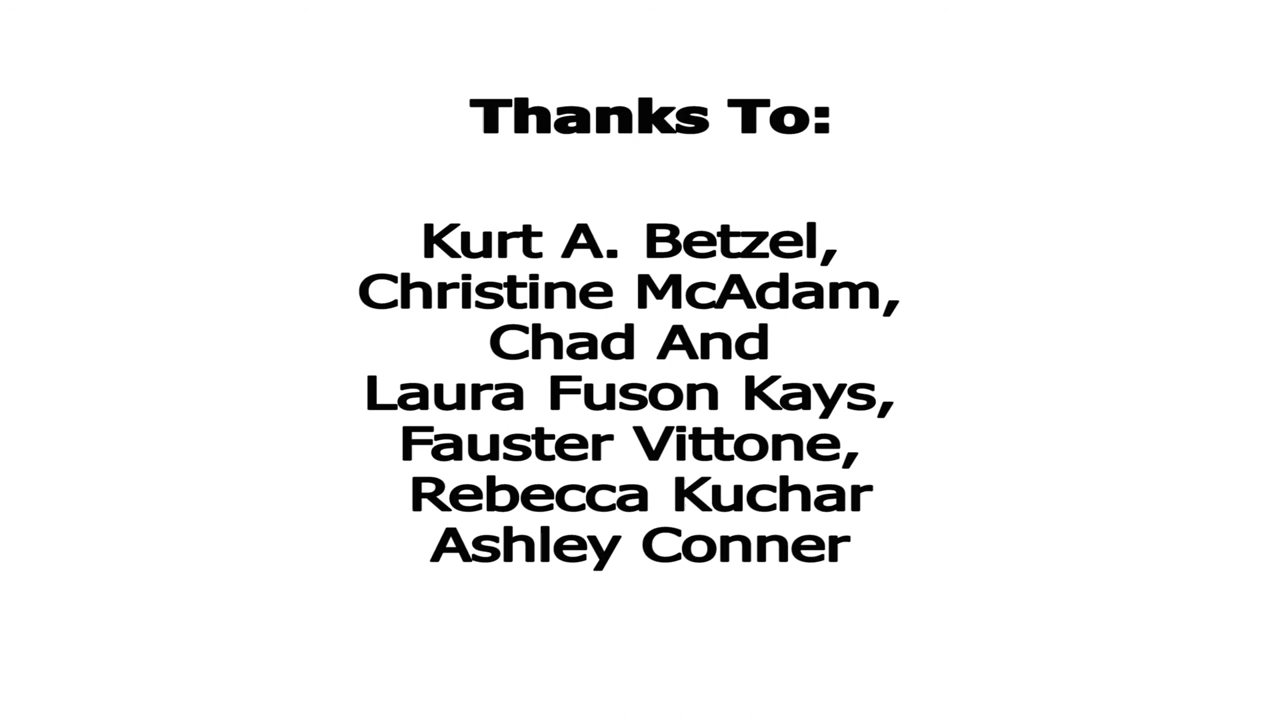 Thanks To:
Kurt A. Betzel,
Christine McAdam,
Chad And
Laura Fuson Kays,
Fauster Vittone,
Rebecca Kuchar
Ashley Conner